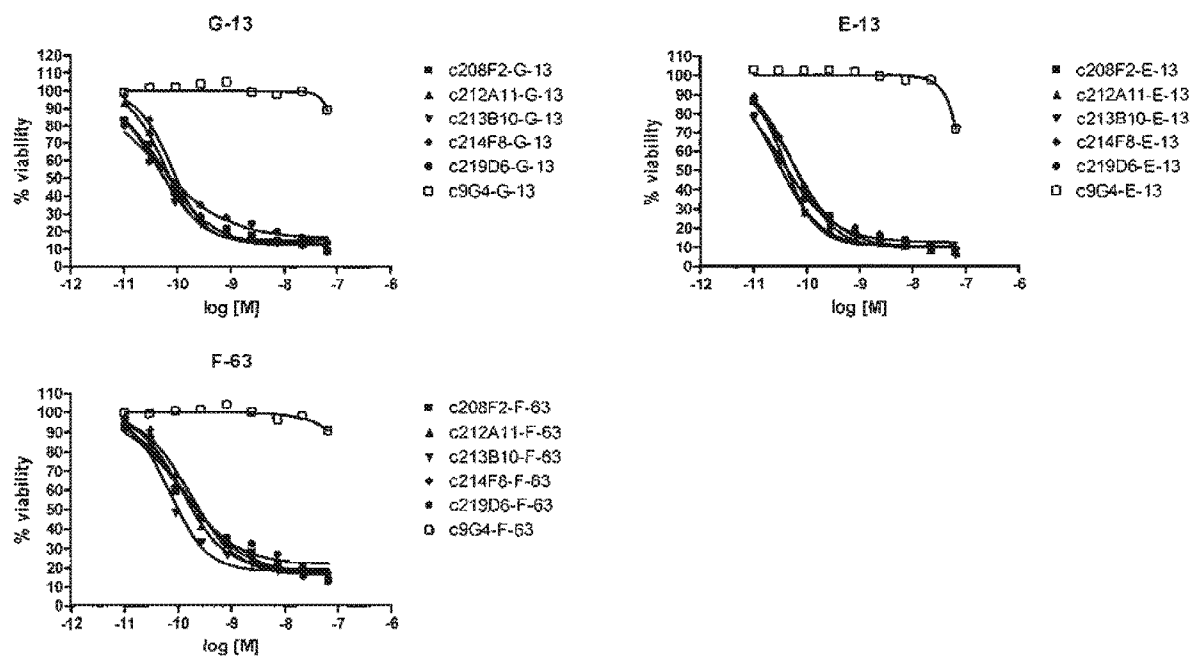 G-13
120
110
100
90
80
70
60
50
40
30
20
10
0
% viability
-12 -11 -10 -9 -8 -7 -6
log [M]
c208F2-G-13
c212A11-G-13
c213B10-G-13
c214F8-G-13
c219D6-G-13
c9G4-G-13
E-13
110
100
90
80
70
60
50
40
30
20
10
0
% viability
-12 -11 -10 -9 -8 -7 -6
log [M]
c208F2-E-13
c212A11-E-13
c213B10-E-13
c214F8-E-13
c219D6-E-13
c9G4-E-13
F-63
110
100
90
80
70
60
50
40
30
20
10
0
% viability
-12 -11 -10 -9 -8 -7 -6
log [M]
c208F2-F-63
c212A11-F-63
c213B10-F-63
c214F8-F-63
c219D6-F-63
c9G4-F-63